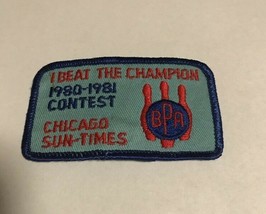 I BEAT THE CHAMPION
1980-1981
CONTEST
CHICAGO
SUN-TIMES
BPA